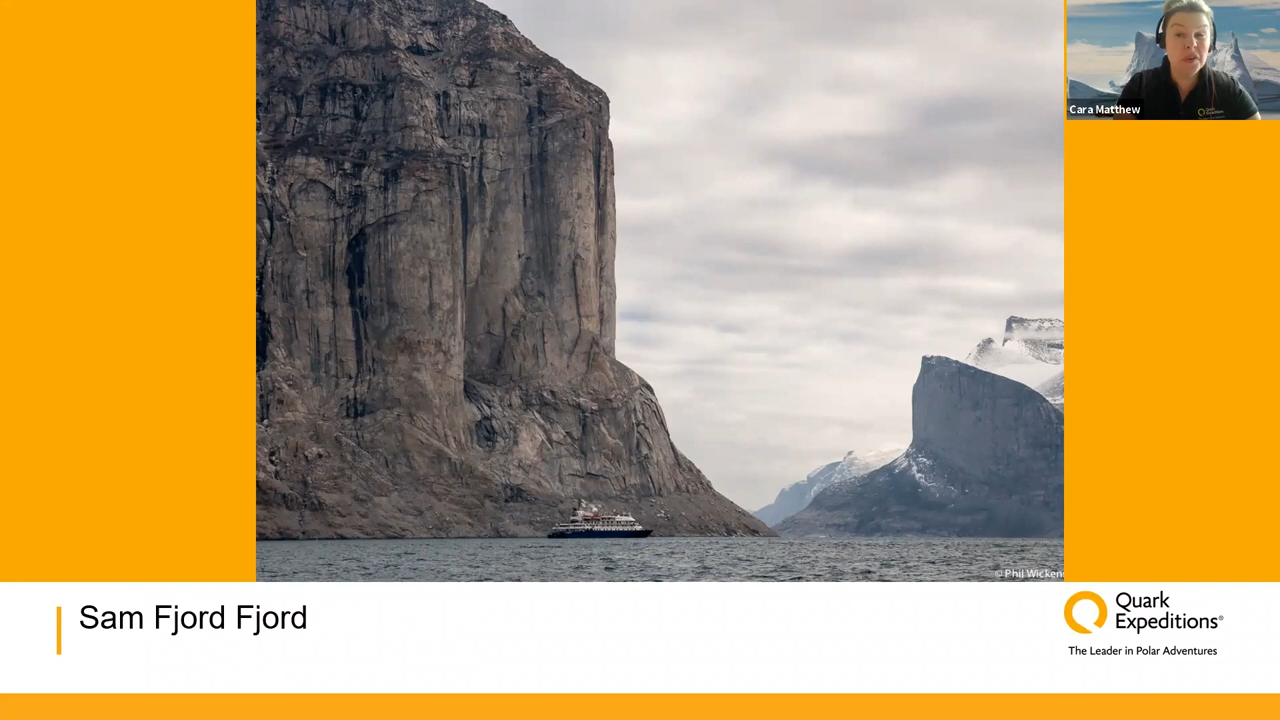 Cara Matthew
© Phil Wicken
Sam Fjord Fjord
Quark
Expeditions®
The Leader in Polar Adventures